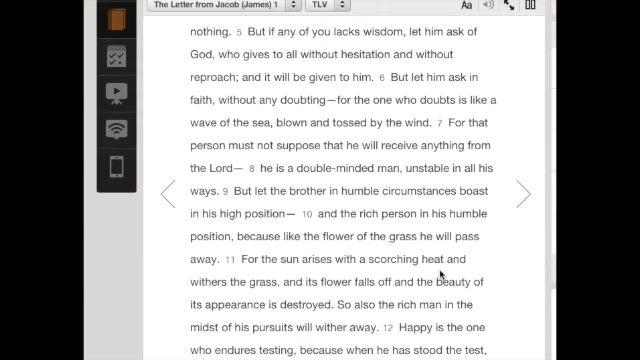 The Letter from Jacob (James) 1 TLV Aa
nothing. 5 But if any of you lacks wisdom, let him ask of
God, who gives to all without hesitation and without
reproach; and it will be given to him. 6 But let him ask in
faith, without any doubting—for the one who doubts is like a
wave of the sea, blown and tossed by the wind. 7 For that
person must not suppose that he will receive anything from
the Lord— 8 he is a double-minded man, unstable in all his
ways. 9 But let the brother in humble circumstances boast
in his high position— 10 and the rich person in his humble
position, because like the flower of the grass he will pass
away. 11 For the sun arises with a scorching heat and
withers the grass, and its flower falls off and the beauty of
its appearance is destroyed. So also the rich man in the
midst of his pursuits will wither away. 12 Happy is the one
who endures testing, because when he has stood the test,